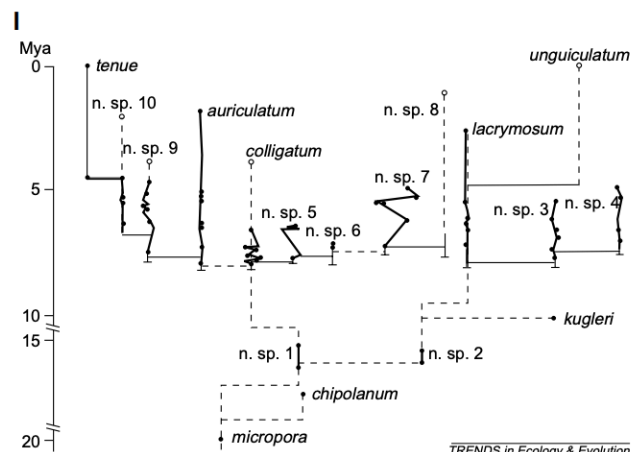 I
Mya
0
tenue
unguiculatum
n. sp. 10
n. sp. 8
auriculatum
lacrymosum
n. sp. 9
colligatum
n. sp. 7
5
n. sp. 5
n. sp. 3
n. sp. 4
n. sp. 6
10
kugleri
15
n. sp. 1
n. sp. 2
chipolanum
20
micropora
TRENDS in Ecology & Evolution